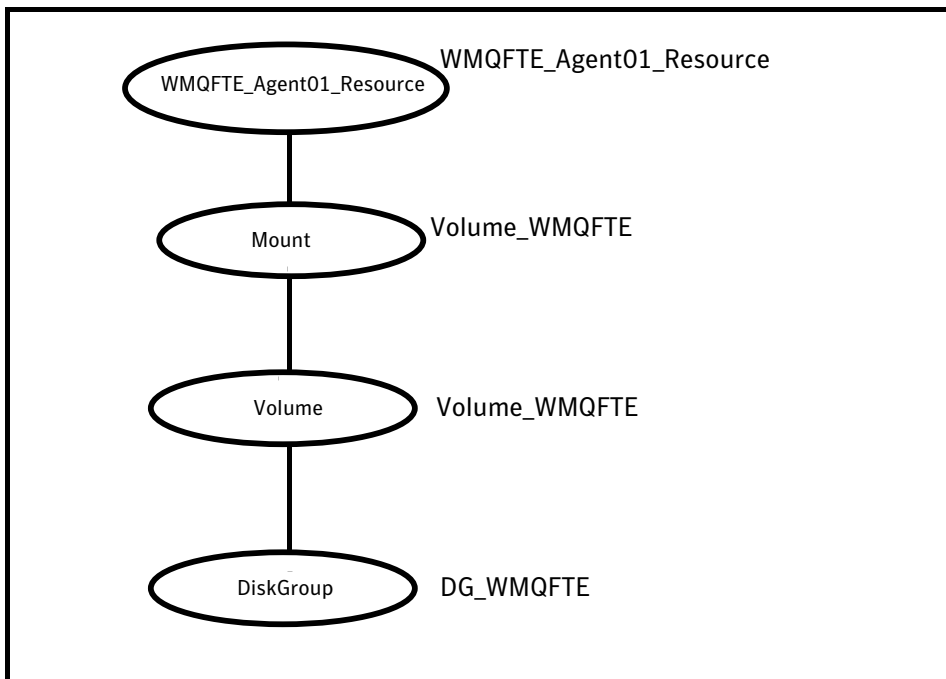 WMQFTE_Agent01_Resource
WMQFTE_Agent01_Resource
Mount
Volume_WMQFTE
Volume
Volume_WMQFTE
DiskGroup
DG_WMQFTE